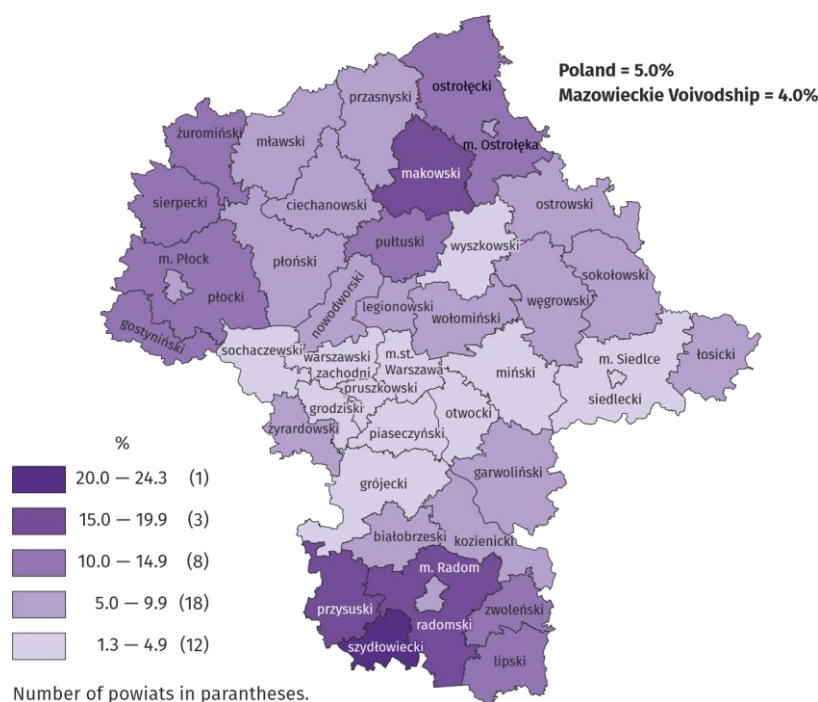 Poland = 5.0%
Mazowieckie Voivodship = 4.0%
ostrołęcki
przasnyski
żuromiński
mławski
m. Ostrołęka
makowski
sierpecki
ciechanowski
ostrowski
pułtuski
wyszkowski
m. Płock
płoński
sokołowski
płocki
nowodworski
legionowski
węgrowski
wołomiński
gostyniński
sochaczewski
warszawski
zachodni
m.st.
Warszawa
miński
m. Siedlce
łosicki
pruszkowski
siedlecki
grodziski
otwocki
żyrardowski
piaseczyński
garwoliński
grójecki
białobrzeski
kozienicki
m. Radom
przysuski
zwoleński
radomski
szydłowiecki
lipski
%
20.0 — 24.3 (1)
15.0 — 19.9 (3)
10.0 — 14.9 (8)
5.0 — 9.9 (18)
1.3 — 4.9 (12)
Number of powiats in parantheses.